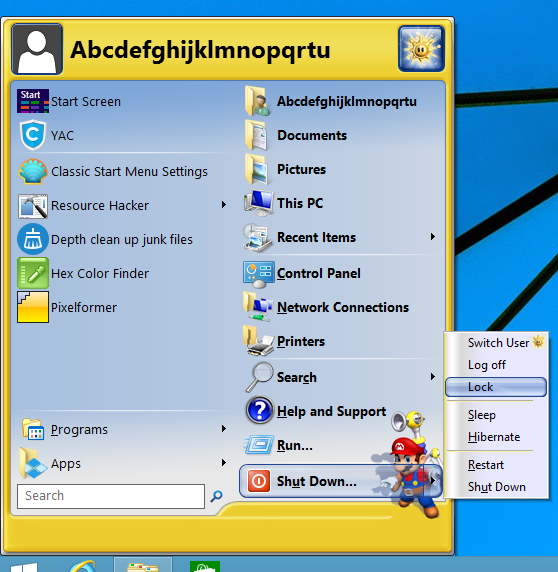 Abcdefghijklmnopqrtu
Start
Start Screen
YAC
Classic Start Menu Settings
Resource Hacker
Depth clean up junk files
Hex Color Finder
Pixelformer
Programs
Apps
Search
Abcdefghijklmnopqrtu
Documents
Pictures
This PC
Recent Items
Control Panel
Network Connections
Printers
Search
Help and Support
Run...
Shut Down...
Switch User
Log off
Lock
Sleep
Hibernate
Restart
Shut Down